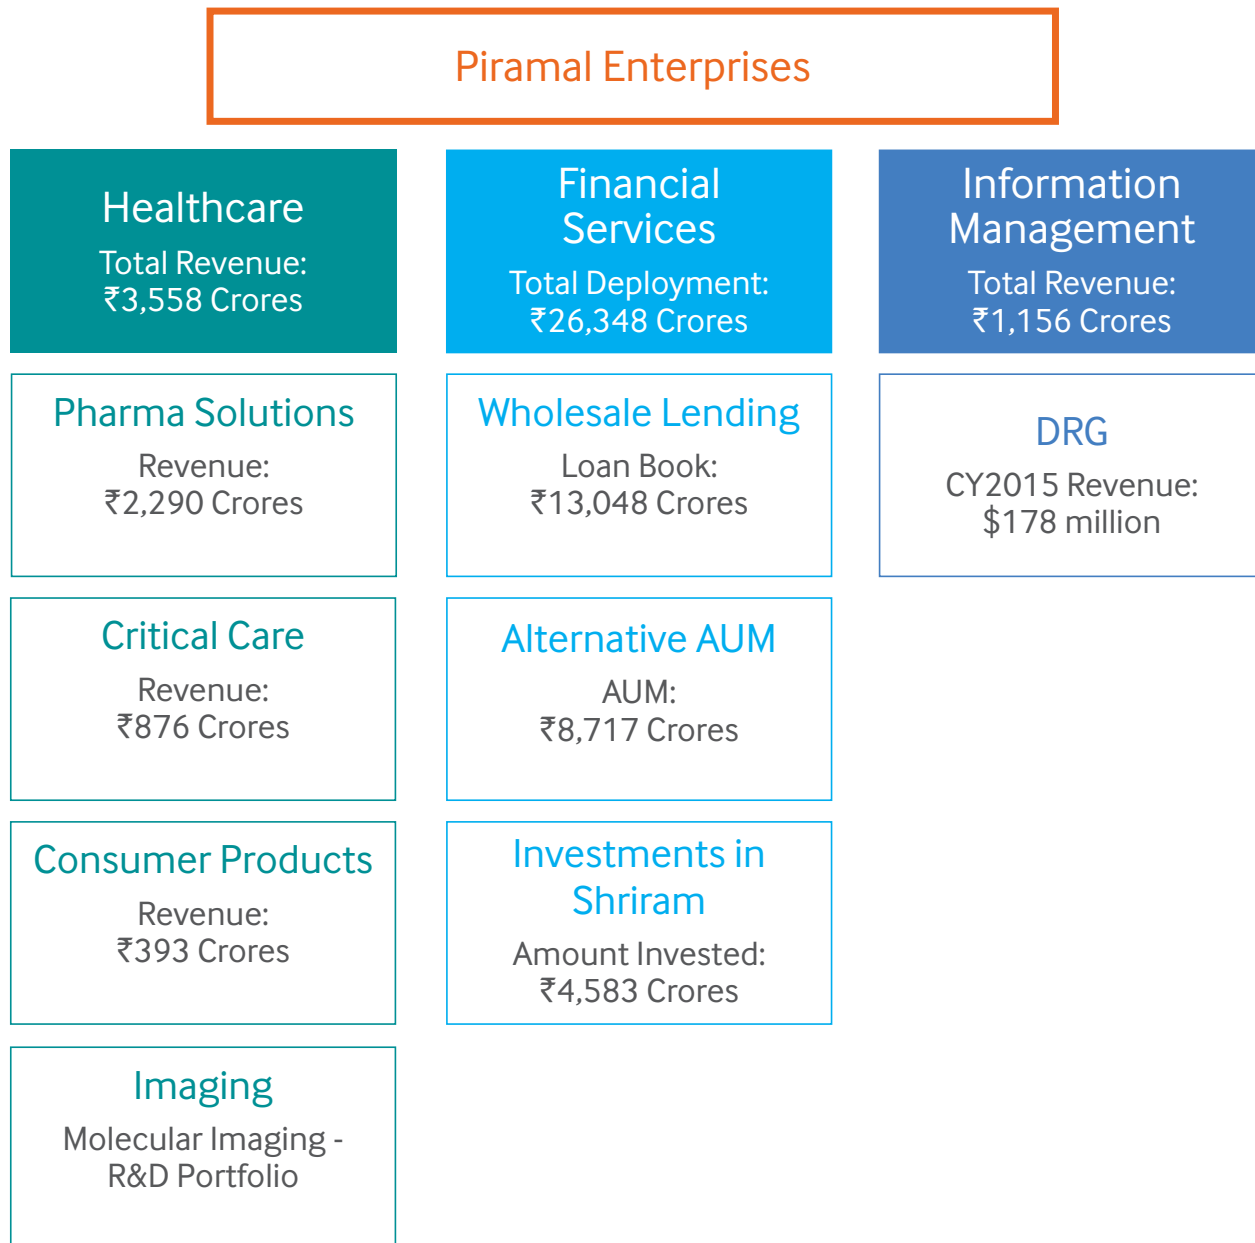 Piramal Enterprises
Healthcare
Total Revenue:
₹3,558 Crores
Pharma Solutions
Revenue:
₹2,290 Crores
Critical Care
Revenue:
₹876 Crores
Consumer Products
Revenue:
₹393 Crores
Imaging
Molecular Imaging -
R&D Portfolio
Financial
Services
Total Deployment:
₹26,348 Crores
Wholesale Lending
Loan Book:
₹13,048 Crores
Alternative AUM
AUM:
₹8,717 Crores
Investments in
Shriram
Amount Invested:
₹4,583 Crores
Information
Management
Total Revenue:
₹1,156 Crores
DRG
CY2015 Revenue:
$178 million